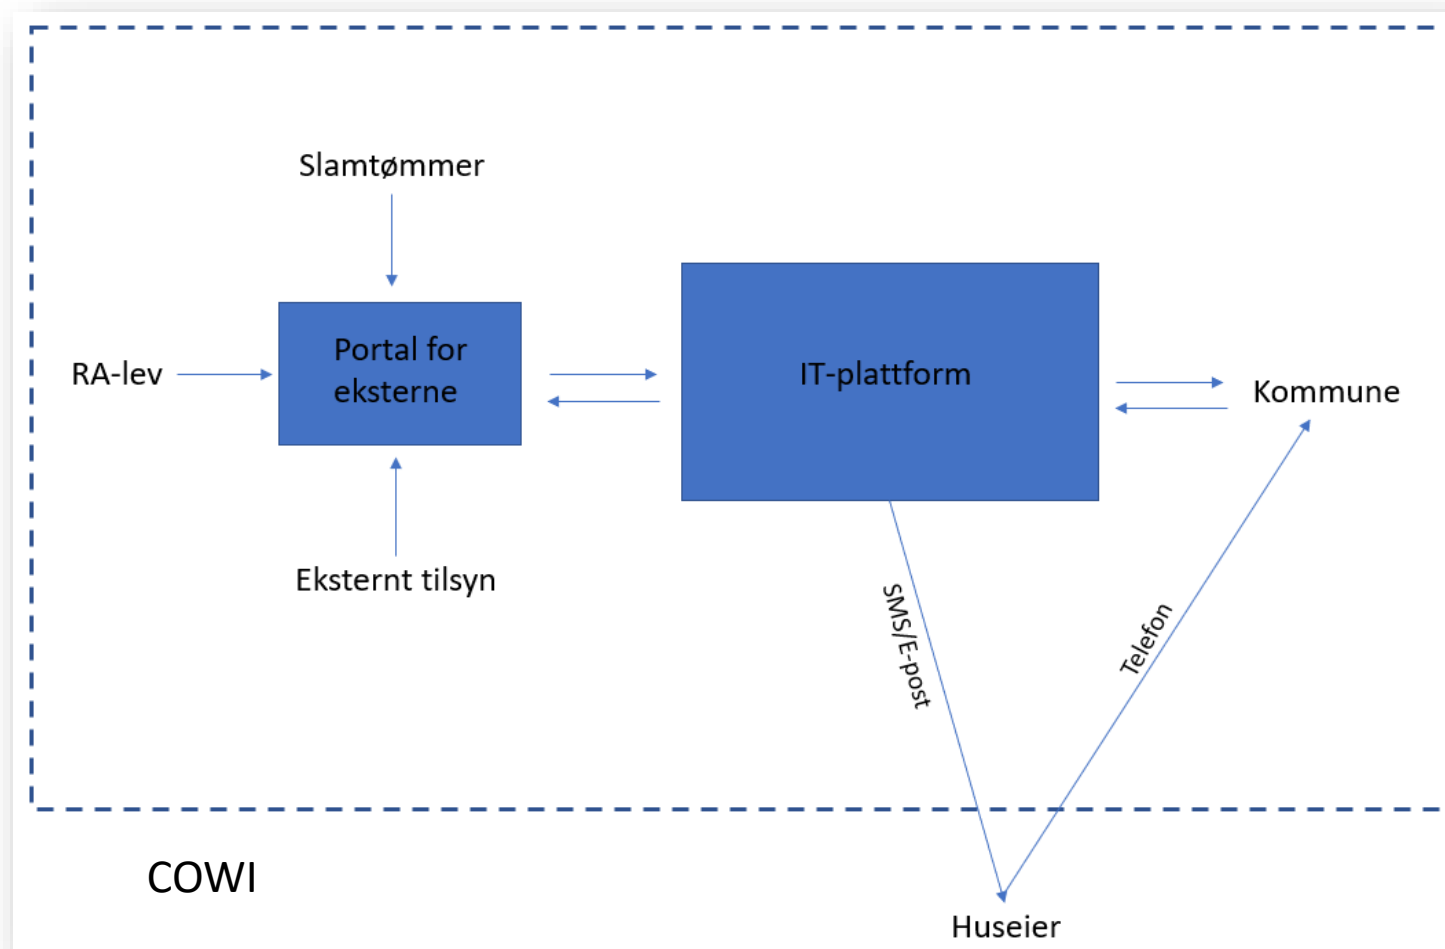 Slamtømmer
RA-lev
Portal for
eksterne
IT-plattform
Kommune
Eksternt tilsyn
SMS/E-post
Telefon
COWI
Huseier